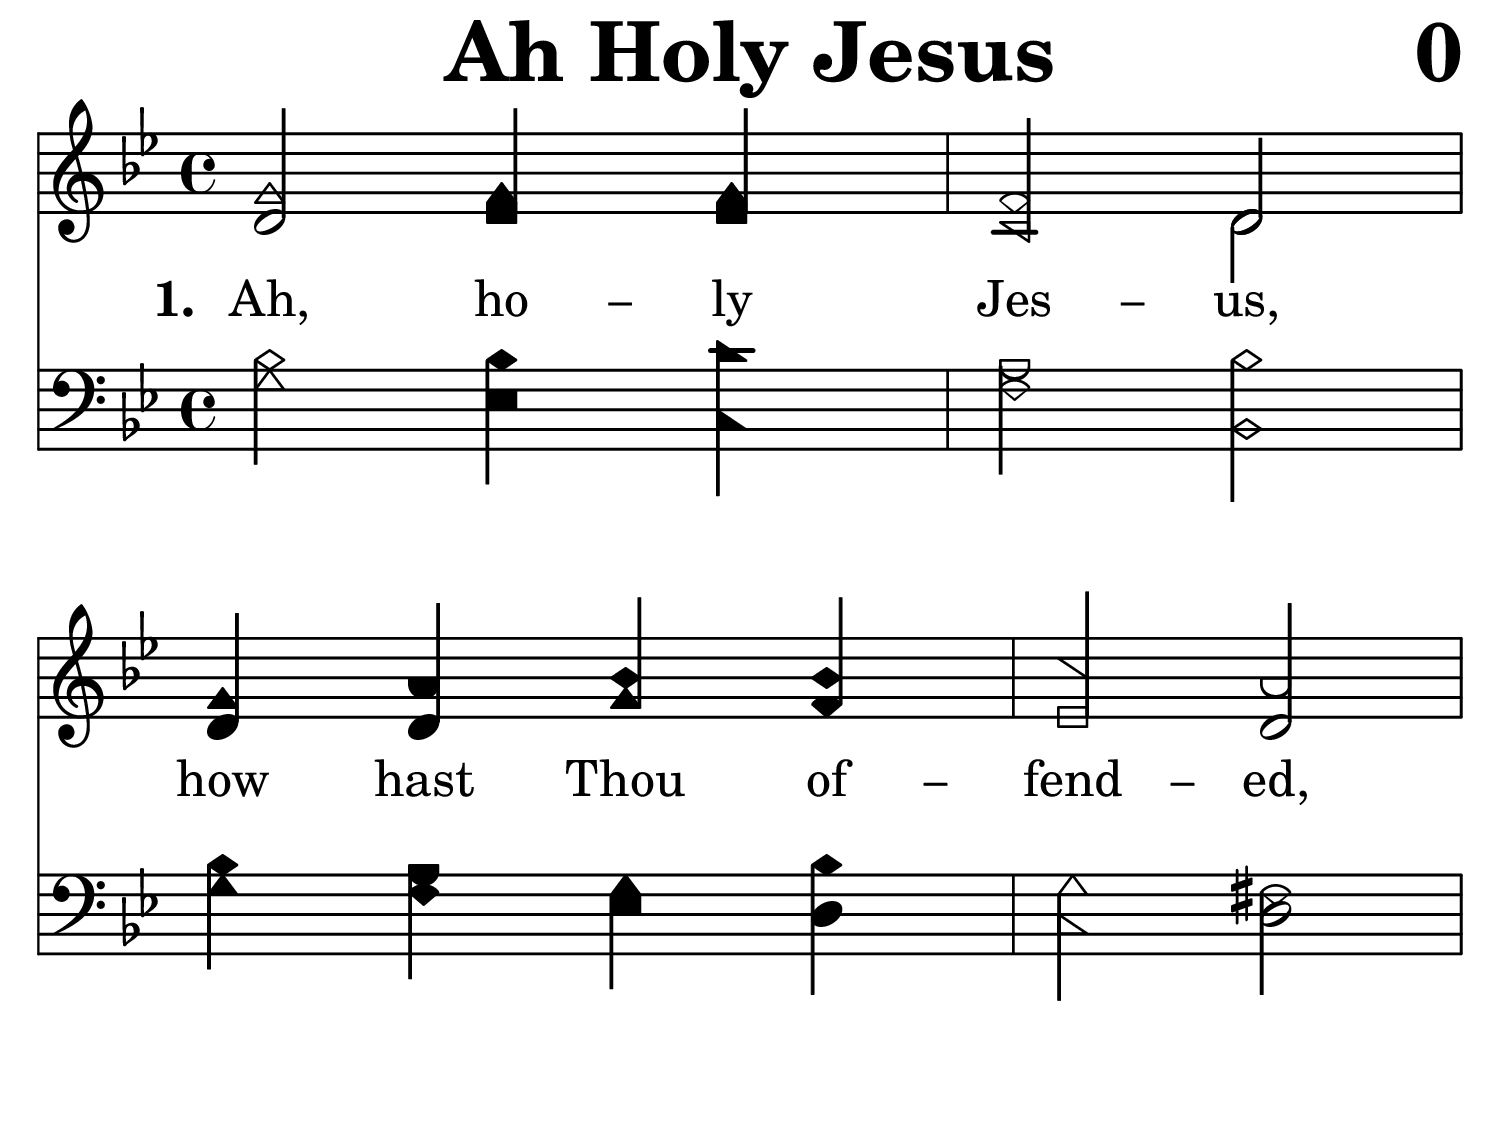 Ah Holy Jesus 0
1. Ah, ho – ly Jes – us,
how hast Thou of – fend – ed,